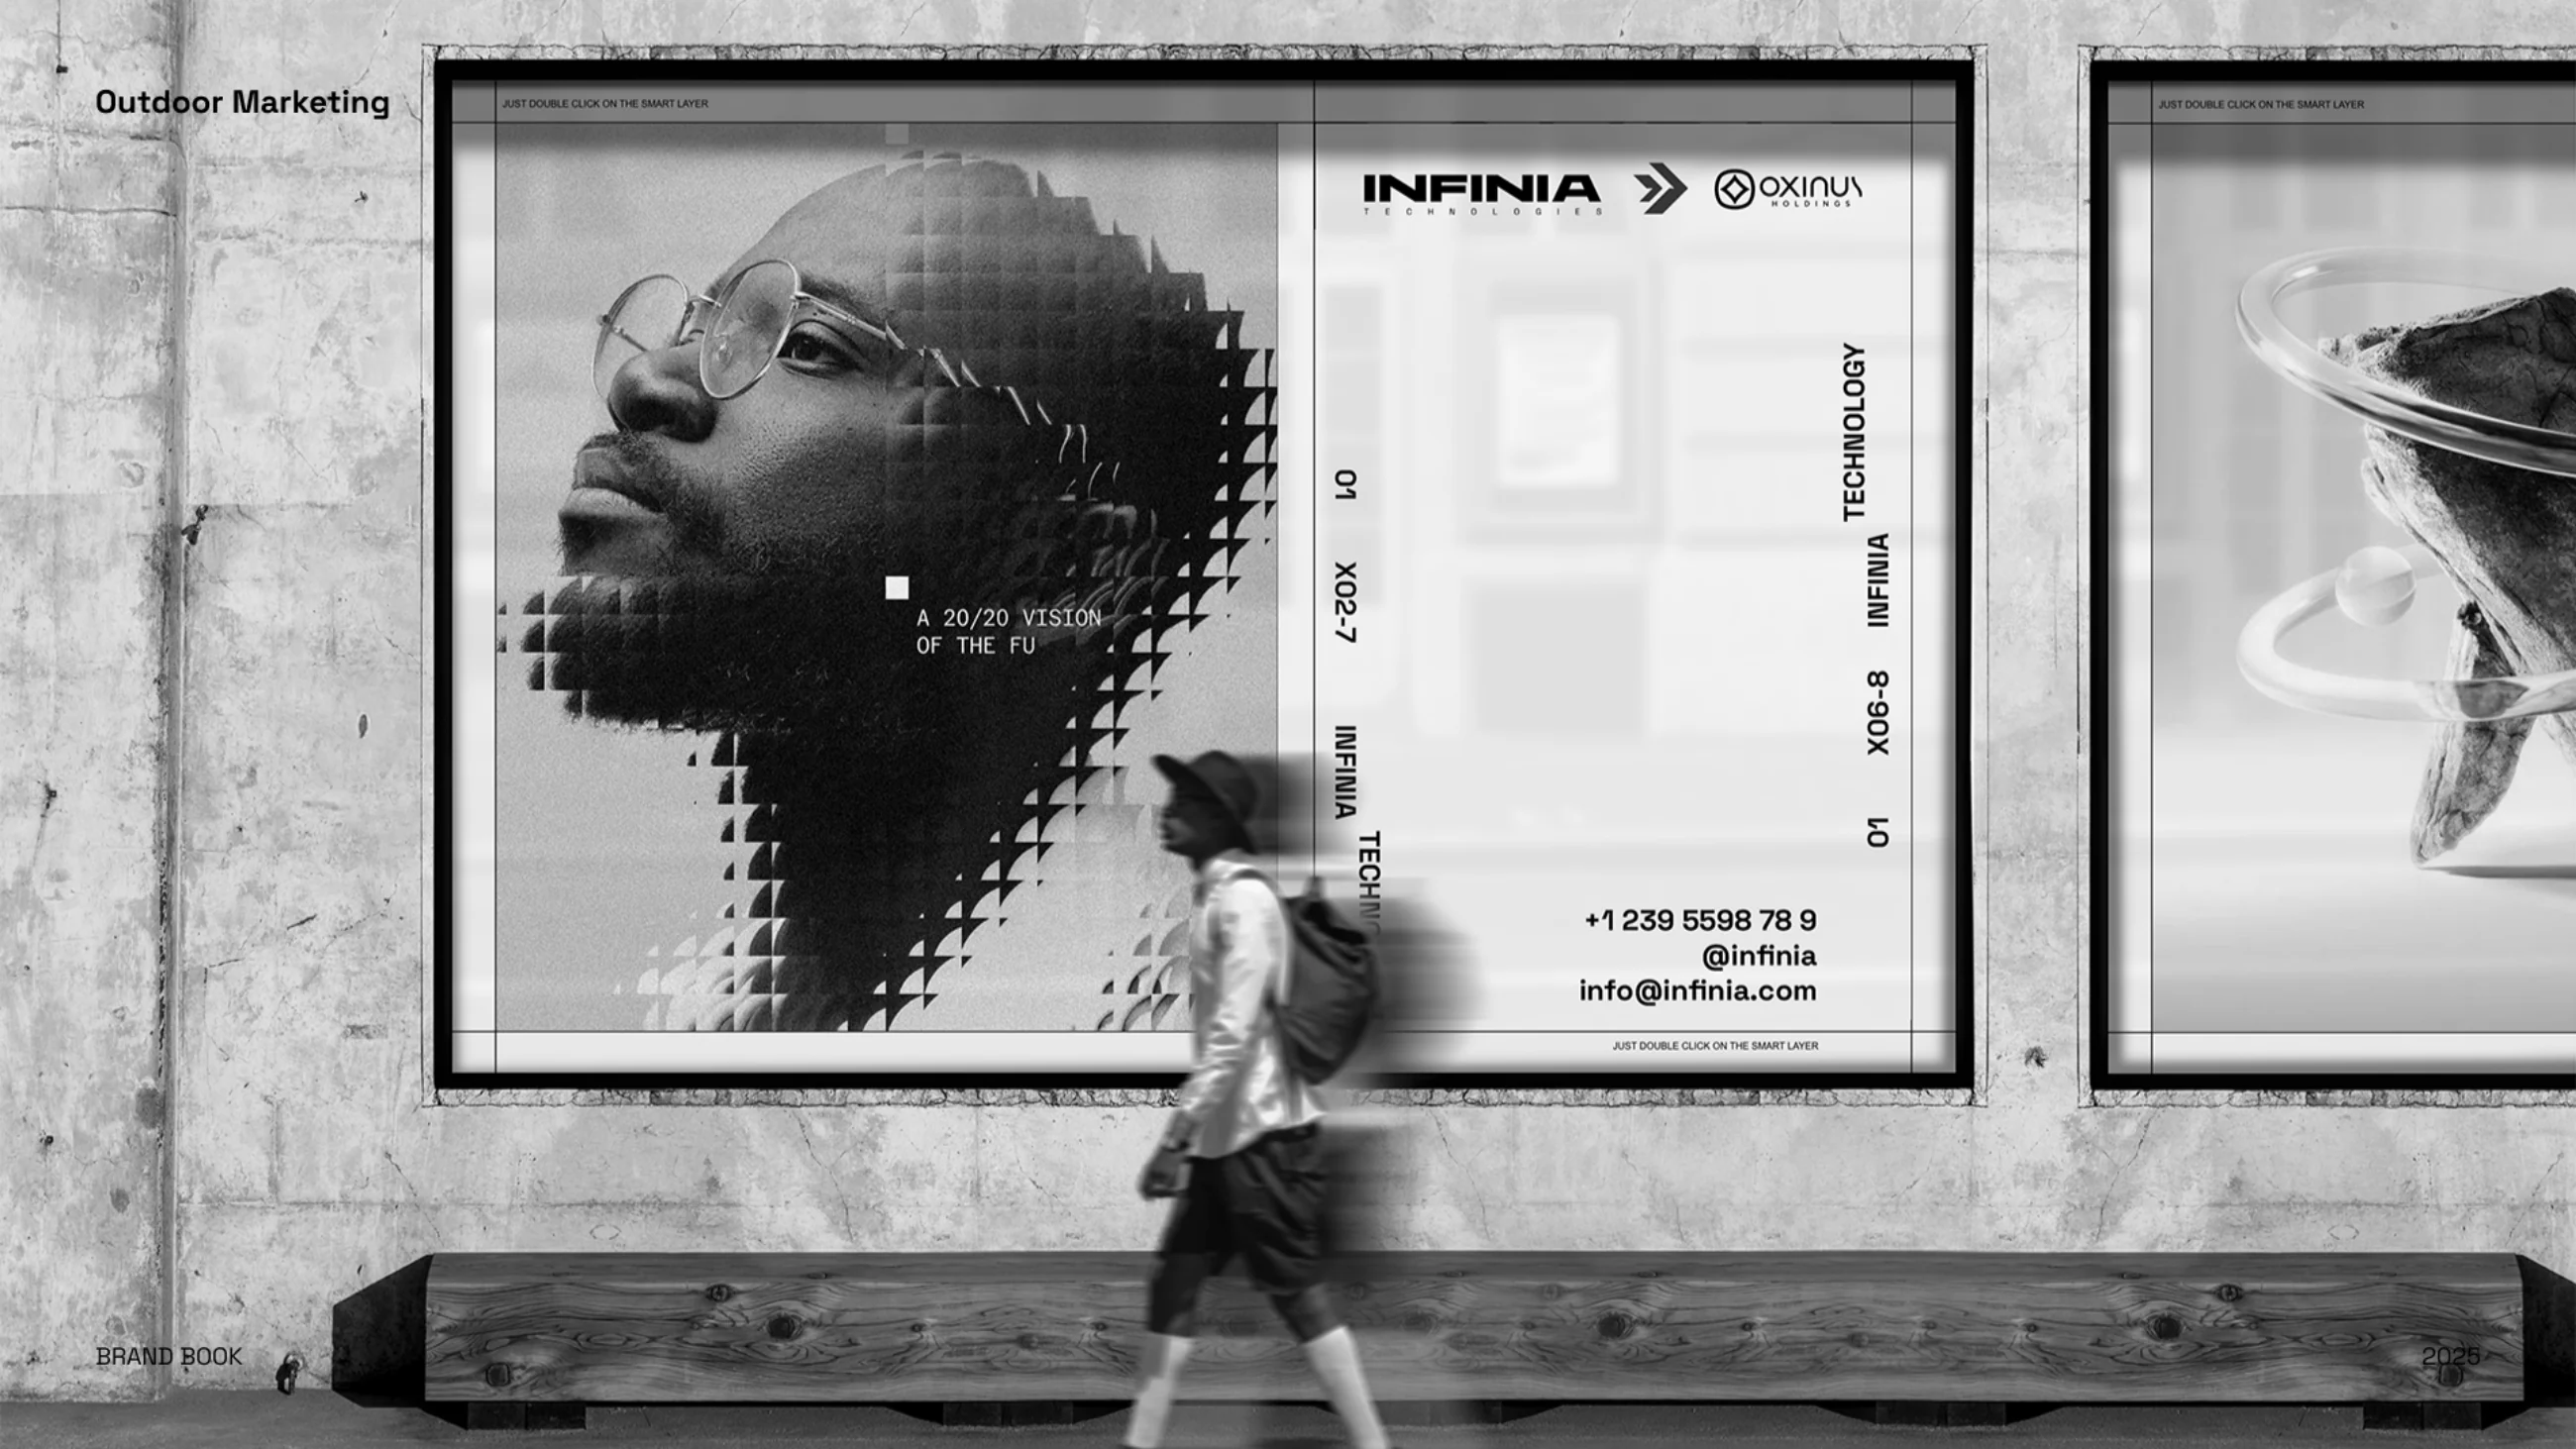 Outdoor Marketing
JUST DOUBLE CLICK ON THE SMART LAYER
A 20/20 VISION
OF THE FU
INFINIA
TECHNOLOGIES
OXINUS
HOLDINGS
01 X02-7 INFINIA
TECHN
01 X06-8 INFINIA
TECHNOLOGY
+1 239 5598 78 9
@infinia
info@infinia.com
JUST DOUBLE CLICK ON THE SMART LAYER
JUST DOUBLE CLICK ON THE SMART LAYER
BRAND BOOK
2025